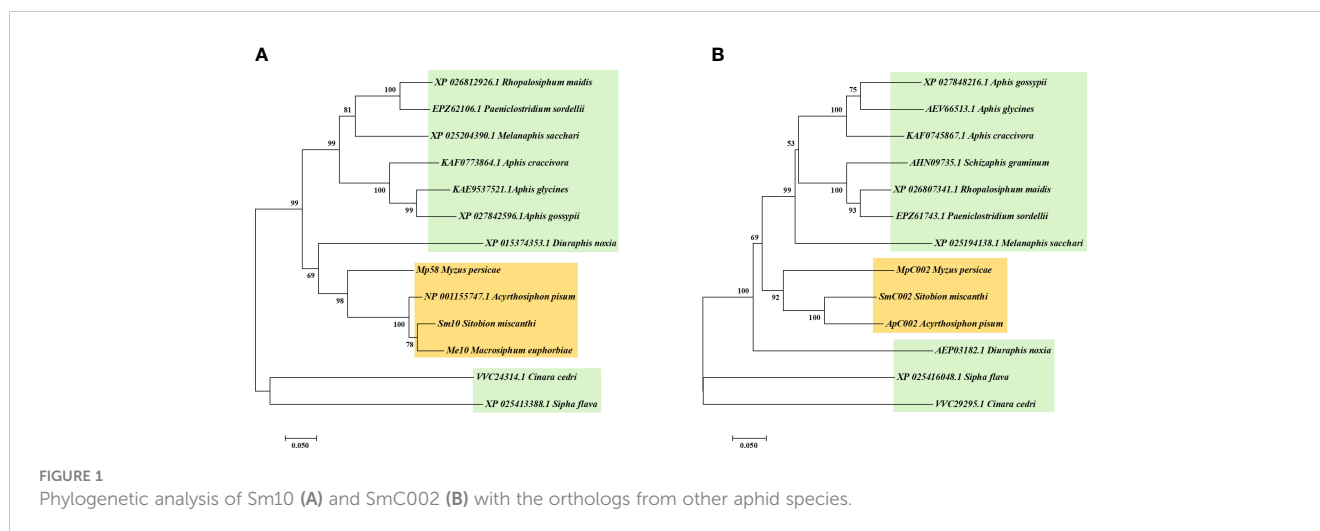 A
XP 026812926.1 Rhopalosiphum maidis
100
EPZ62106.1 Paeniclostridium sordellii
81
XP 025204390.1 Melanaphis sacchari
99
KAF0773864.1 Aphis craccivora
100
KAE9537521.1Aphis glycines
99
XP 027842596.1Aphis gossypii
99
XP 015374353.1 Diuraphis noxia
69
Mp58 Myzus persicae
98
NP 001155747.1 Acyrthosiphon pisum
100
Sm10 Sitobion miscanthi
78
Me10 Macrosiphum euphorbiae
VVC24314.1 Cinara cedri
XP 025413388.1 Sipha flava
0.050
B
XP 027848216.1 Aphis gossypii
75
AEV66513.1 Aphis glycines
100
KAF0745867.1 Aphis craccivora
53
AHN09735.1 Schizaphis graminum
100
XP 026807341.1 Rhopalosiphum maidis
93
EPZ61743.1 Paeniclostridium sordellii
99
XP 025194138.1 Melanaphis sacchari
69
MpC002 Myzus persicae
92
SmC002 Sitobion miscanthi
100
ApC002 Acyrthosiphon pisum
100
AEP03182.1 Diuraphis noxia
XP 025416048.1 Sipha flava
VVC29295.1 Cinara cedri
0.050
FIGURE 1
Phylogenetic analysis of Sm10 (A) and SmC002 (B) with the orthologs from other aphid species.